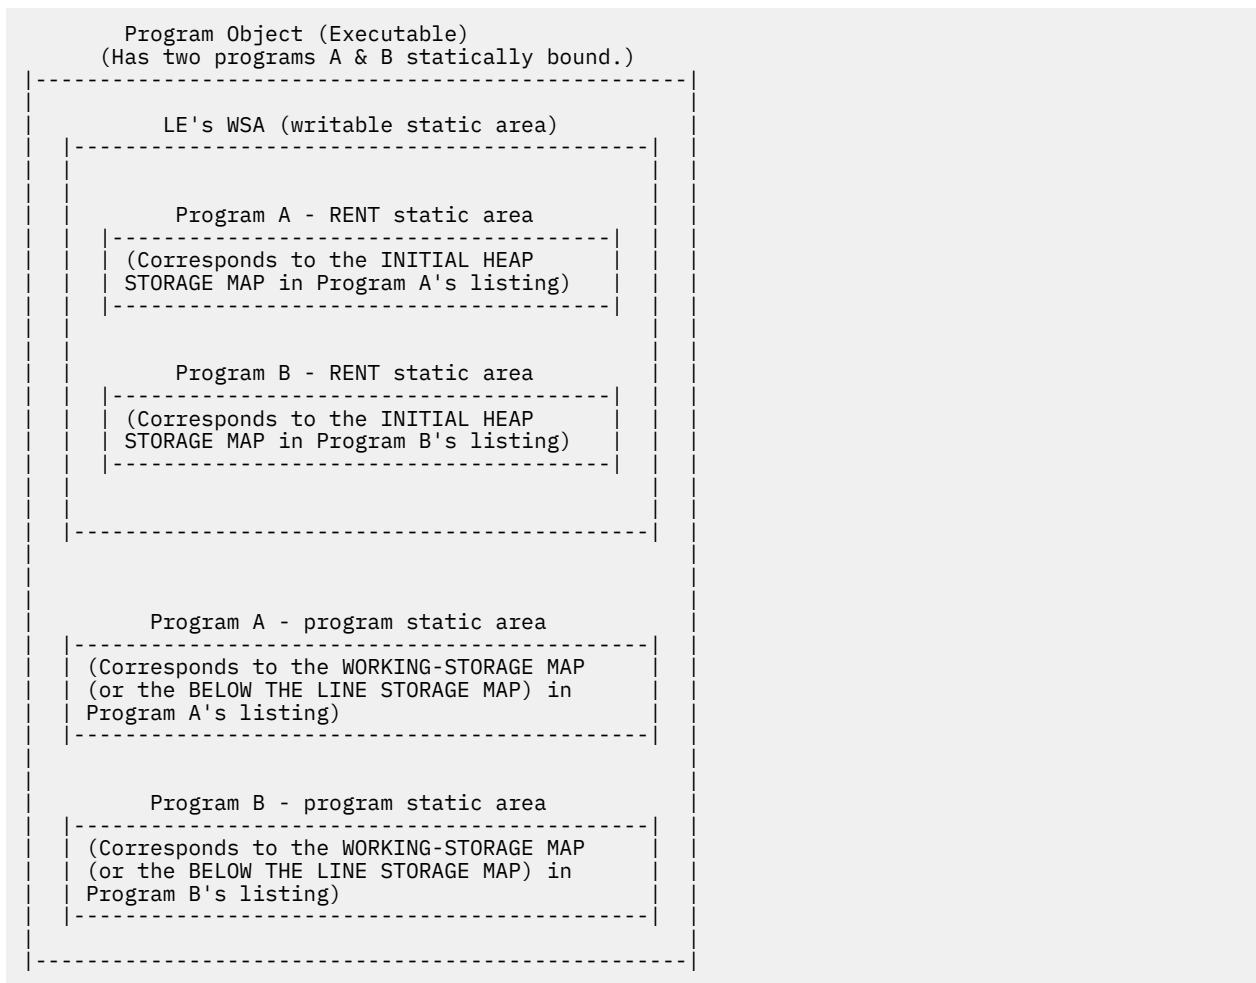 Program Object (Executable)
(Has two programs A & B statically bound.)
LE's WSA (writable static area)
Program A - RENT static area
(Corresponds to the INITIAL HEAP
STORAGE MAP in Program A's listing)
Program B - RENT static area
(Corresponds to the INITIAL HEAP
STORAGE MAP in Program B's listing)
Program A - program static area
(Corresponds to the WORKING-STORAGE MAP
(or the BELOW THE LINE STORAGE MAP) in
Program A's listing)
Program B - program static area
(Corresponds to the WORKING-STORAGE MAP
(or the BELOW THE LINE STORAGE MAP) in
Program B's listing)